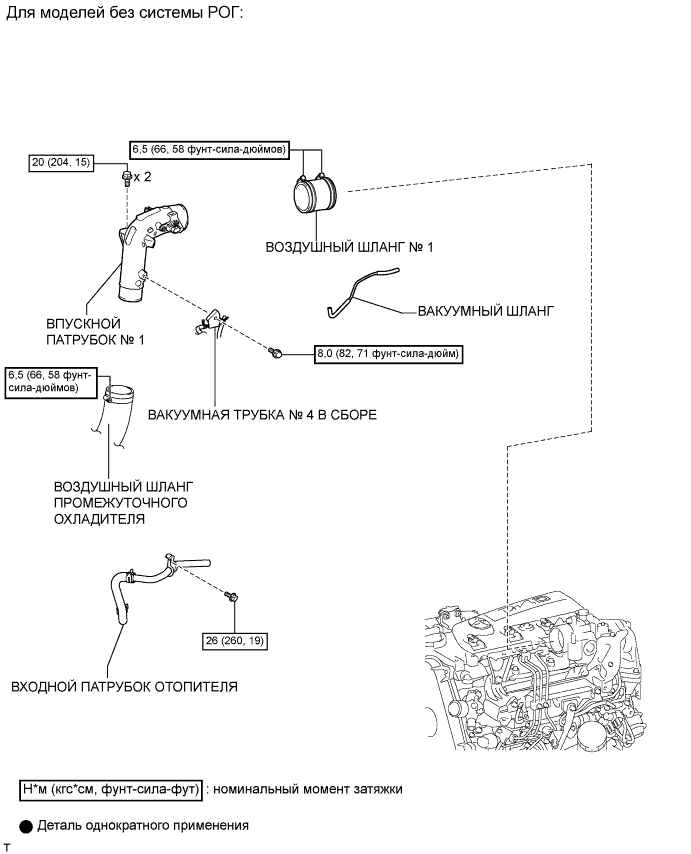 Для моделей без системы РОГ:
6,5 (66, 58 фунт-сила-дюймов)
20 (204, 15)
x 2
ВОЗДУШНЫЙ ШЛАНГ № 1
ВАКУУМНЫЙ ШЛАНГ
ВПУСКНОЙ
ПАТРУБОК № 1
8,0 (82, 71 фунт-сила-дюйм)
6,5 (66, 58 фунт-
сила-дюймов)
ВАКУУМНАЯ ТРУБКА № 4 В СБОРЕ
ВОЗДУШНЫЙ ШЛАНГ
ПРОМЕЖУТОЧНОГО
ОХЛАДИТЕЛЯ
26 (260, 19)
ВХОДНОЙ ПАТРУБОК ОТОПИТЕЛЯ
Н*м (кгс*см, фунт-сила-фут) : номинальный момент затяжки
Деталь однократного применения
T